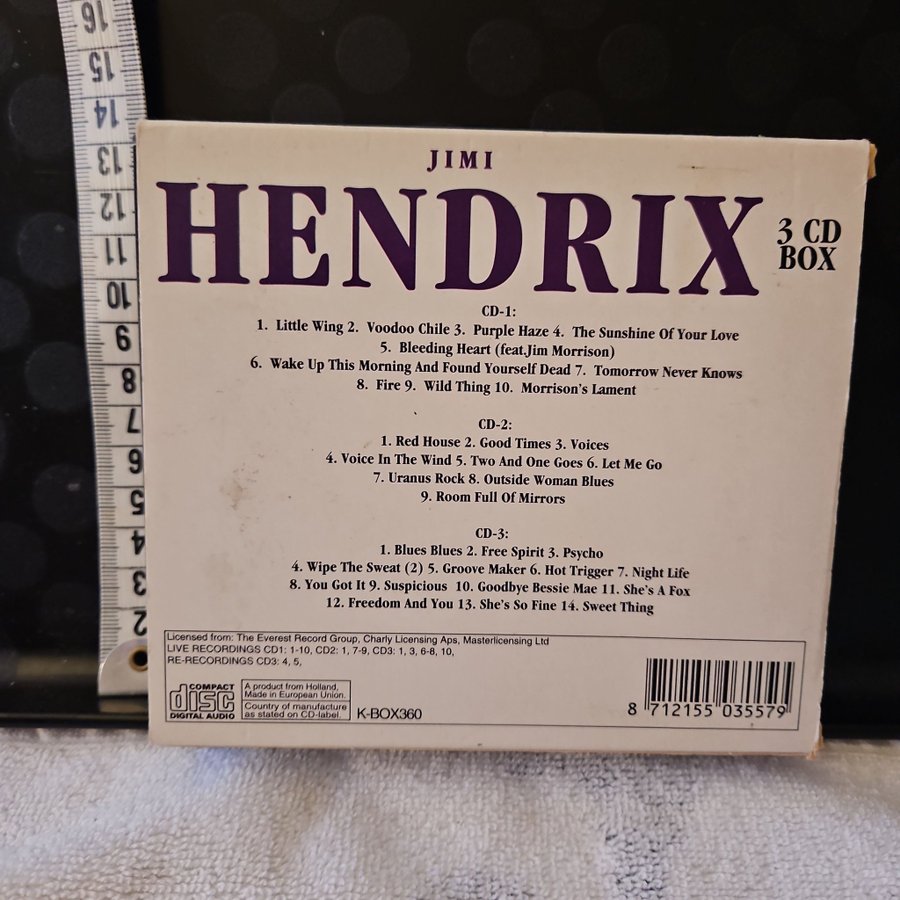 16
15
14
13
12
11
10
9
8
7
6
5
4
3
2
JIMI
HENDRIX
3 CD
BOX
CD-1:
1. Little Wing 2. Voodoo Chile 3. Purple Haze 4. The Sunshine Of Your Love
5. Bleeding Heart (feat.Jim Morrison)
6. Wake Up This Morning And Found Yourself Dead 7. Tomorrow Never Knows
8. Fire 9. Wild Thing 10. Morrison's Lament
CD-2:
1. Red House 2. Good Times 3. Voices
4. Voice In The Wind 5. Two And One Goes 6. Let Me Go
7. Uranus Rock 8. Outside Woman Blues
9. Room Full Of Mirrors
CD-3:
1. Blues Blues 2. Free Spirit 3. Psycho
4. Wipe The Sweat (2) 5. Groove Maker 6. Hot Trigger 7. Night Life
8. You Got It 9. Suspicious 10. Goodbye Bessie Mae 11. She's A Fox
12. Freedom And You 13. She's So Fine 14. Sweet Thing
Licensed from: The Everest Record Group, Charly Licensing Aps, Masterlicensing Ltd
LIVE RECORDINGS CD1: 1-10, CD2: 1, 7-9, CD3: 1, 3, 6-8, 10,
RE-RECORDINGS CD3: 4, 5,
COMPACT
disc
DIGITAL AUDIO
A product from Holland,
Made in European Union.
Country of manufacture
as stated on CD-label.
K-BOX360
8 712155 035579